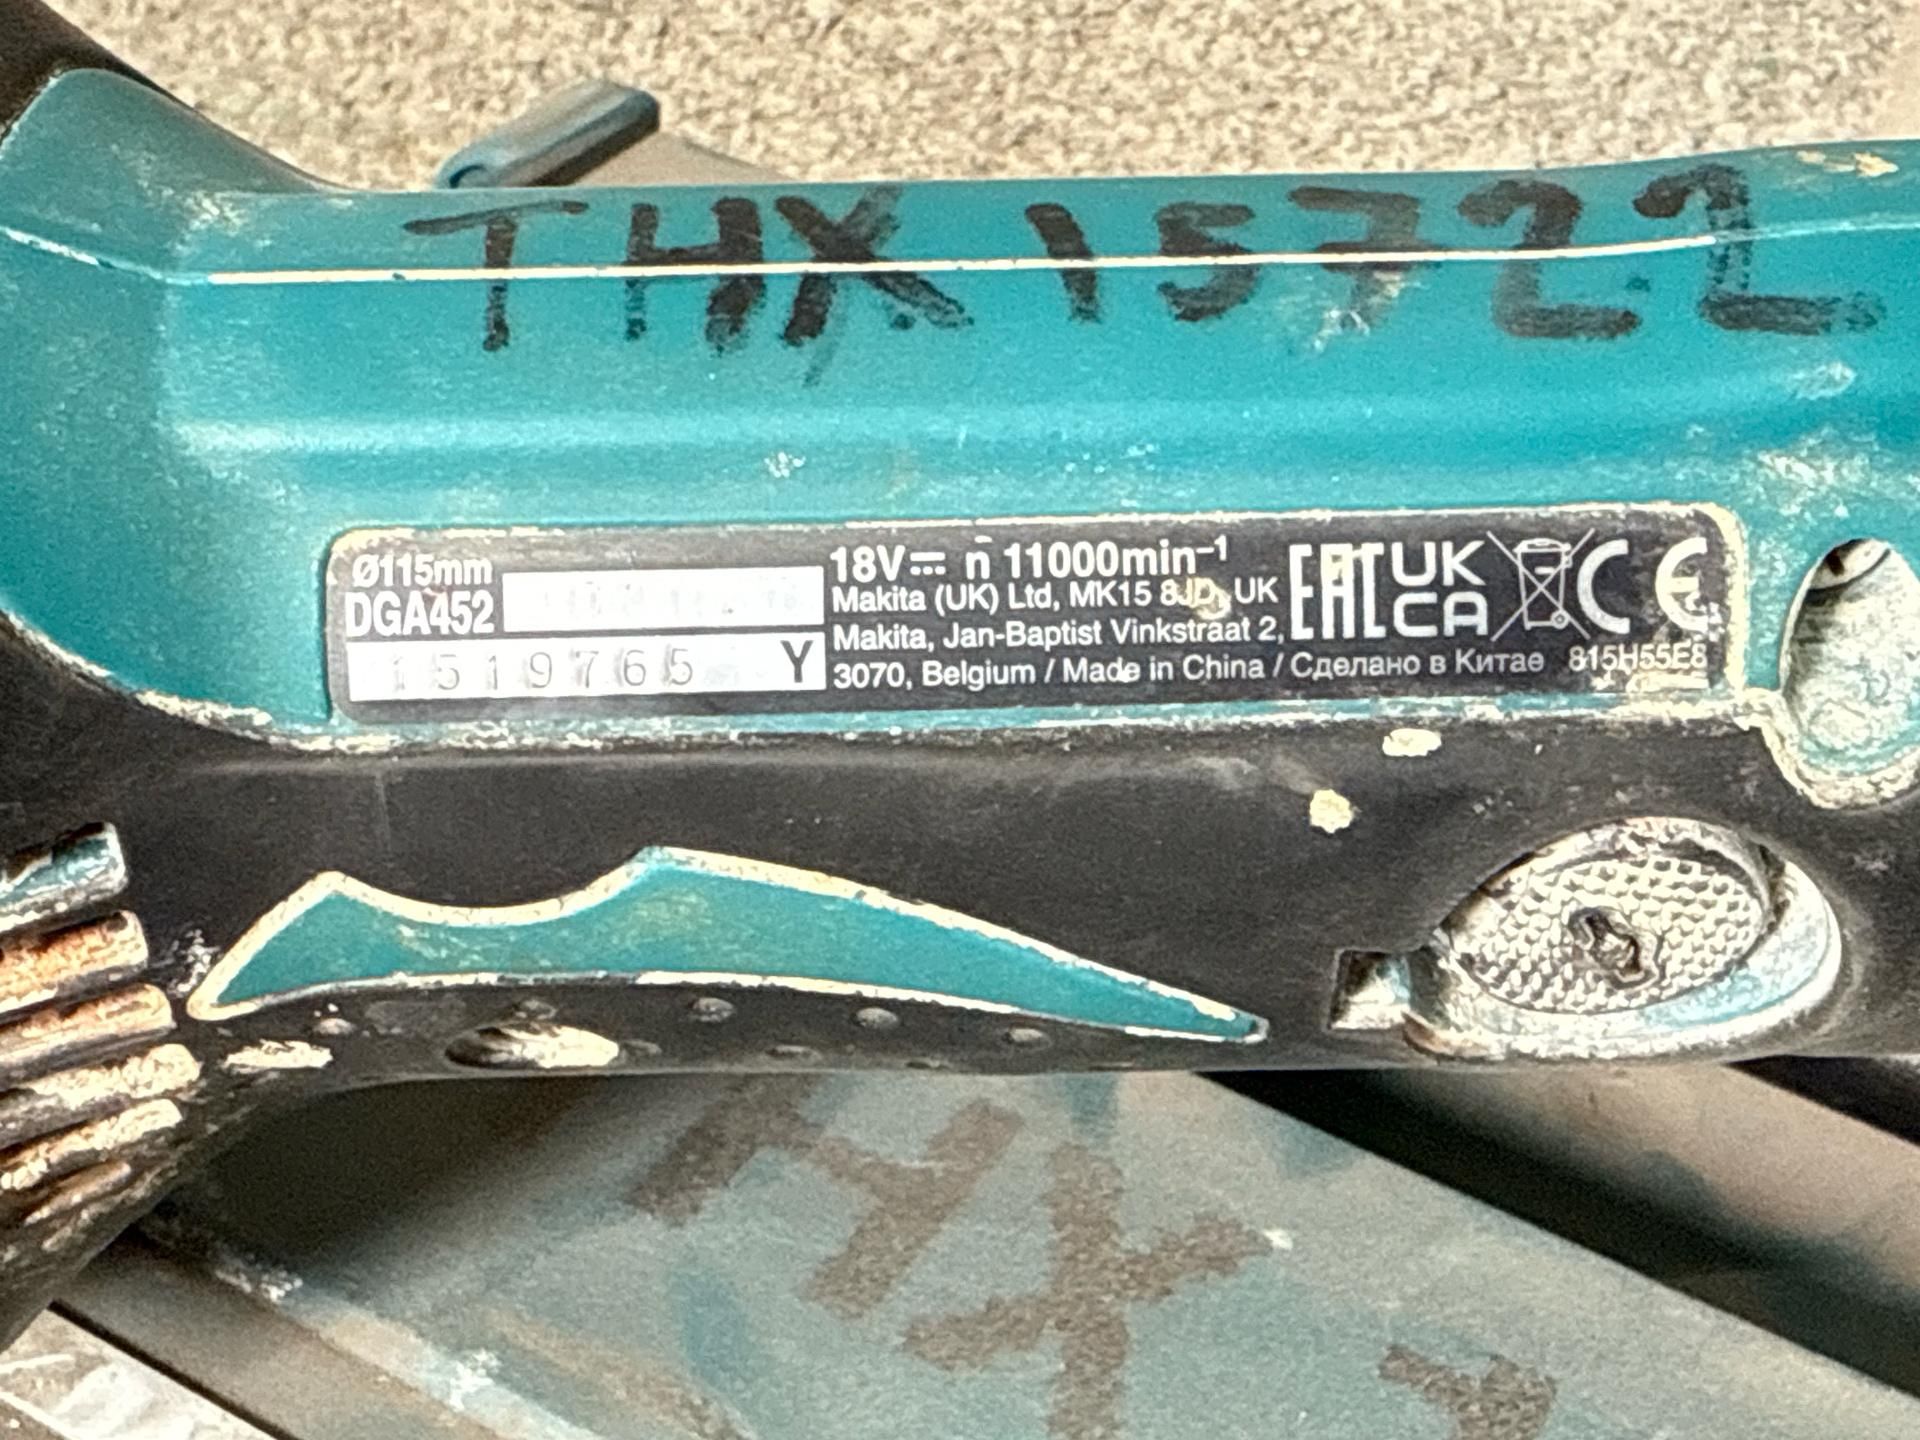 THX 15722
Ø115mm
DGA452
1519765 Y
18V⎓ n 11000min⁻¹
Makita (UK) Ltd, MK15 8JD, UK
Makita, Jan-Baptist Vinkstraat 2,
3070, Belgium / Made in China / Сделано в Китае 815H55E8
EAC
UK
CA
CE